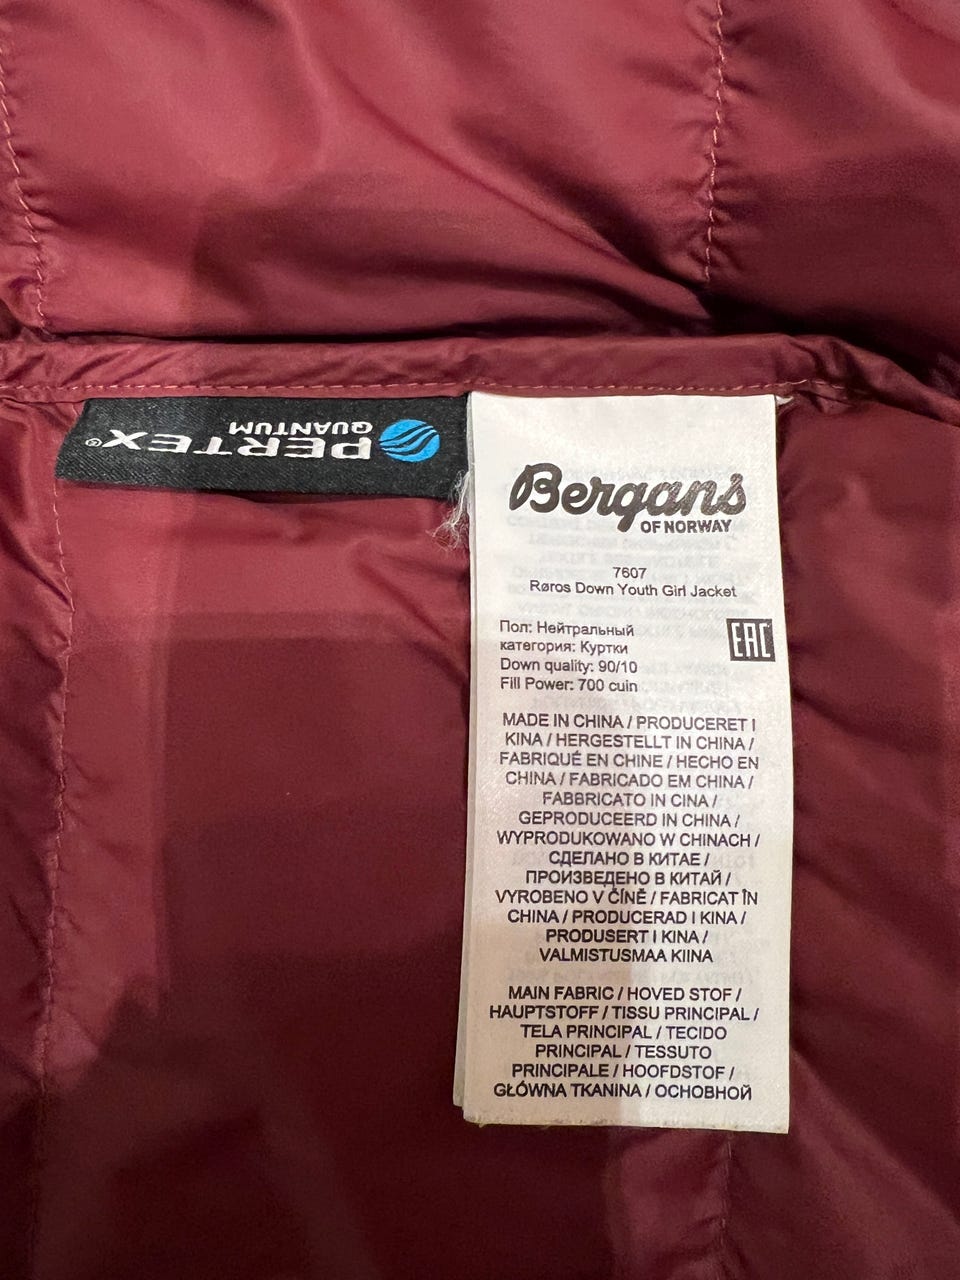 PERTEX®
QUANTUM
Bergans
OF NORWAY
7607
Røros Down Youth Girl Jacket
Пол: Нейтральный
категория: Куртки
Down quality: 90/10
Fill Power: 700 cuin
EAC
MADE IN CHINA / PRODUCERET I
KINA / HERGESTELLT IN CHINA /
FABRIQUÉ EN CHINE / HECHO EN
CHINA / FABRICADO EM CHINA /
FABBRICATO IN CINA /
GEPRODUCEERD IN CHINA /
WYPRODUKOWANO W CHINACH /
СДЕЛАНО В КИТАЕ /
ПРОИЗВЕДЕНО В КИТАЙ /
VYROBENO V ČÍNĚ / FABRICAT ÎN
CHINA / PRODUCERAD I KINA /
PRODUSERT I KINA /
VALMISTUSMAA KIINA
MAIN FABRIC / HOVED STOF /
HAUPTSTOFF / TISSU PRINCIPAL /
TELA PRINCIPAL / TECIDO
PRINCIPAL / TESSUTO
PRINCIPALE / HOOFDSTOF /
GŁÓWNA TKANINA / ОСНОВНОЙ